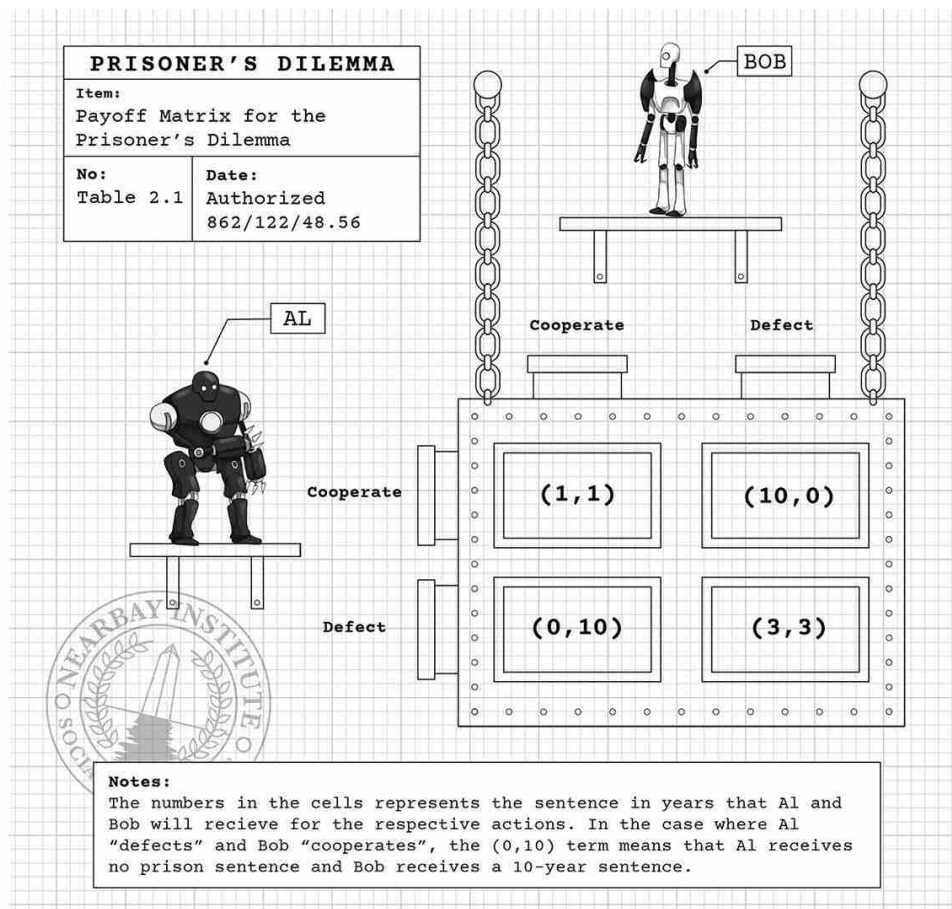 PRISONER’S DILEMMA
Item:
Payoff Matrix for the
Prisoner’s Dilemma
No:
Table 2.1
Date:
Authorized
862/122/48.56
BOB
AL
Cooperate
Defect
Cooperate
(1,1)
(10,0)
Defect
(0,10)
(3,3)
NEARBAY INSTITUTE
Notes:
The numbers in the cells represents the sentence in years that Al and
Bob will recieve for the respective actions. In the case where Al
“defects” and Bob “cooperates”, the (0,10) term means that Al receives
no prison sentence and Bob receives a 10-year sentence.